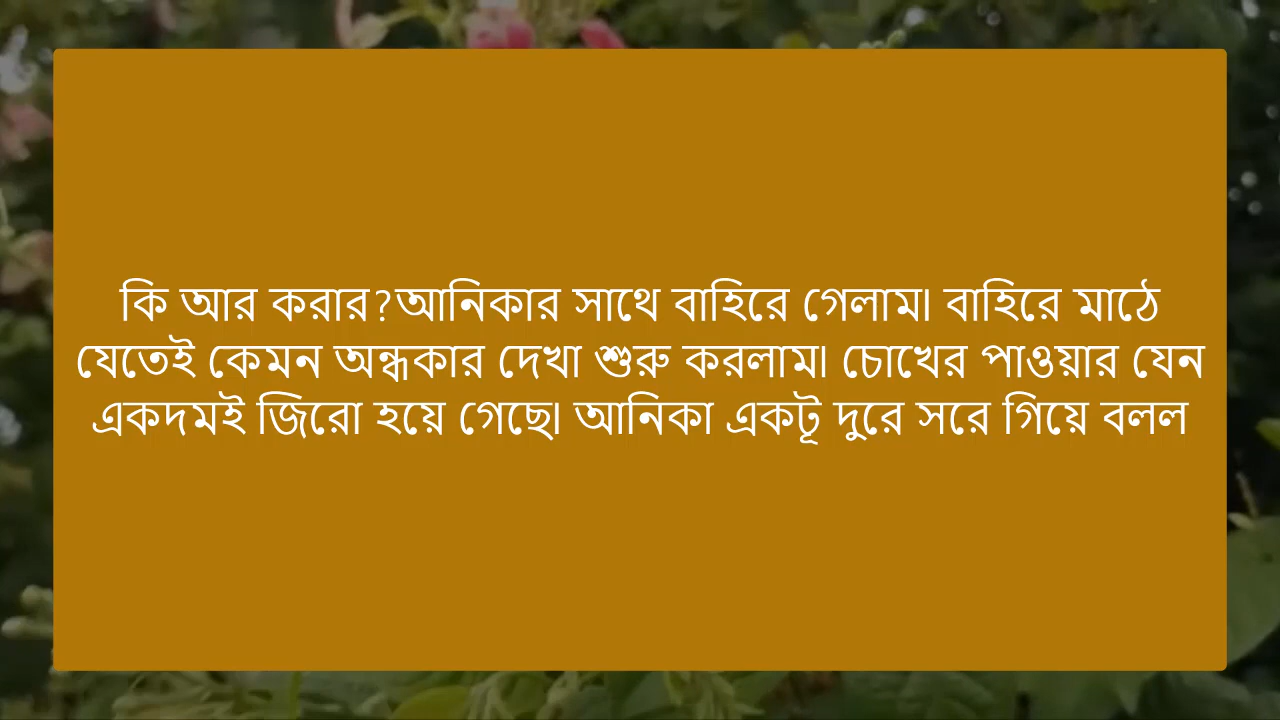 কি আর করার?আনিকার সাথে বাহিরে গেলাম। বাহিরে মাঠে
যেতেই কেমন অন্ধকার দেখা শুরু করলাম। চোখের পাওয়ার যেন
একদমই জিরো হয়ে গেছে। আনিকা একটূ দুরে সরে গিয়ে বলল